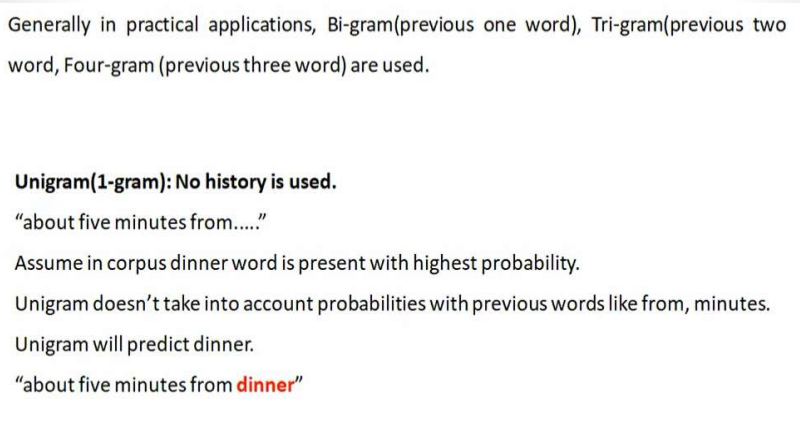 Generally in practical applications, Bi-gram(previous one word), Tri-gram(previous two
word, Four-gram (previous three word) are used.
Unigram(1-gram): No history is used.
“about five minutes from.....”
Assume in corpus dinner word is present with highest probability.
Unigram doesn’t take into account probabilities with previous words like from, minutes.
Unigram will predict dinner.
“about five minutes from dinner”